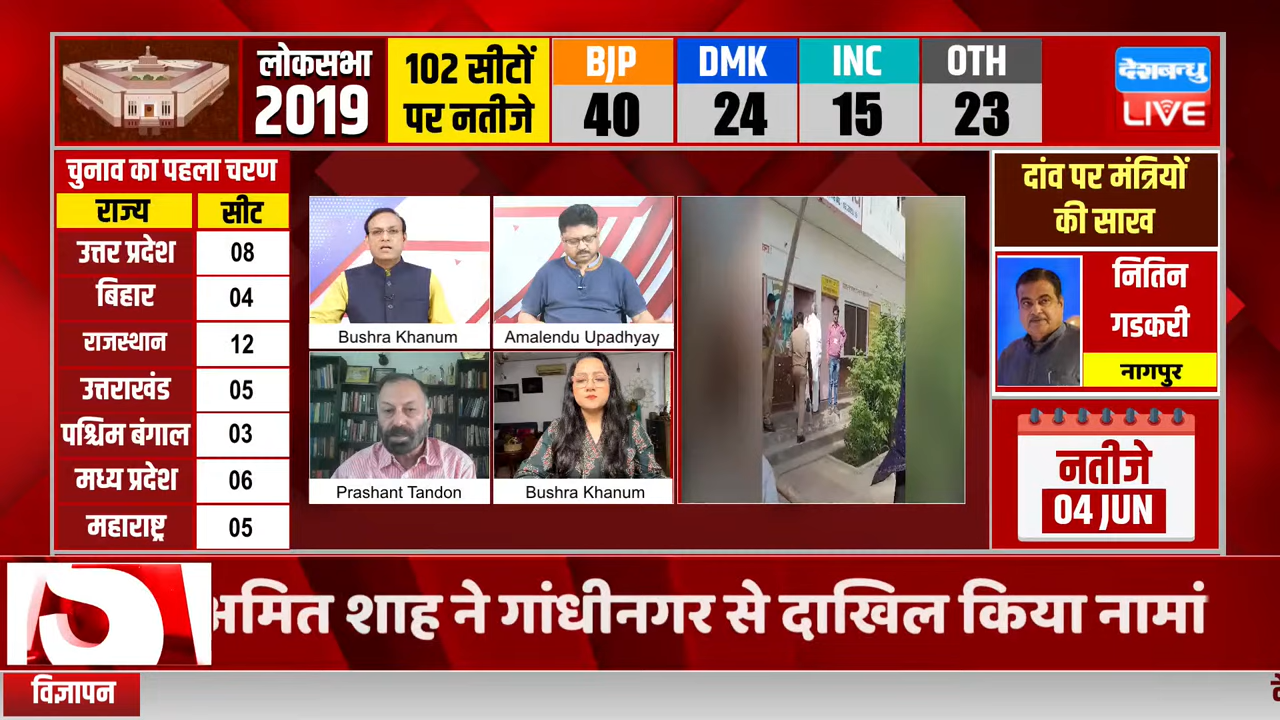 लोकसभा
2019
102 सीटों
पर नतीजे
BJP
40
DMK
24
INC
15
OTH
23
देशबन्धु
LIVE
चुनाव का पहला चरण
राज्य सीट
उत्तर प्रदेश 08
बिहार 04
राजस्थान 12
उत्तराखंड 05
पश्चिम बंगाल 03
मध्य प्रदेश 06
महाराष्ट्र 05
Bushra Khanum
Amalendu Upadhyay
Prashant Tandon
Bushra Khanum
दांव पर मंत्रियों
की साख
नितिन
गडकरी
नागपुर
नतीजे
04 JUN
अमित शाह ने गांधीनगर से दाखिल किया नामां
विज्ञापन